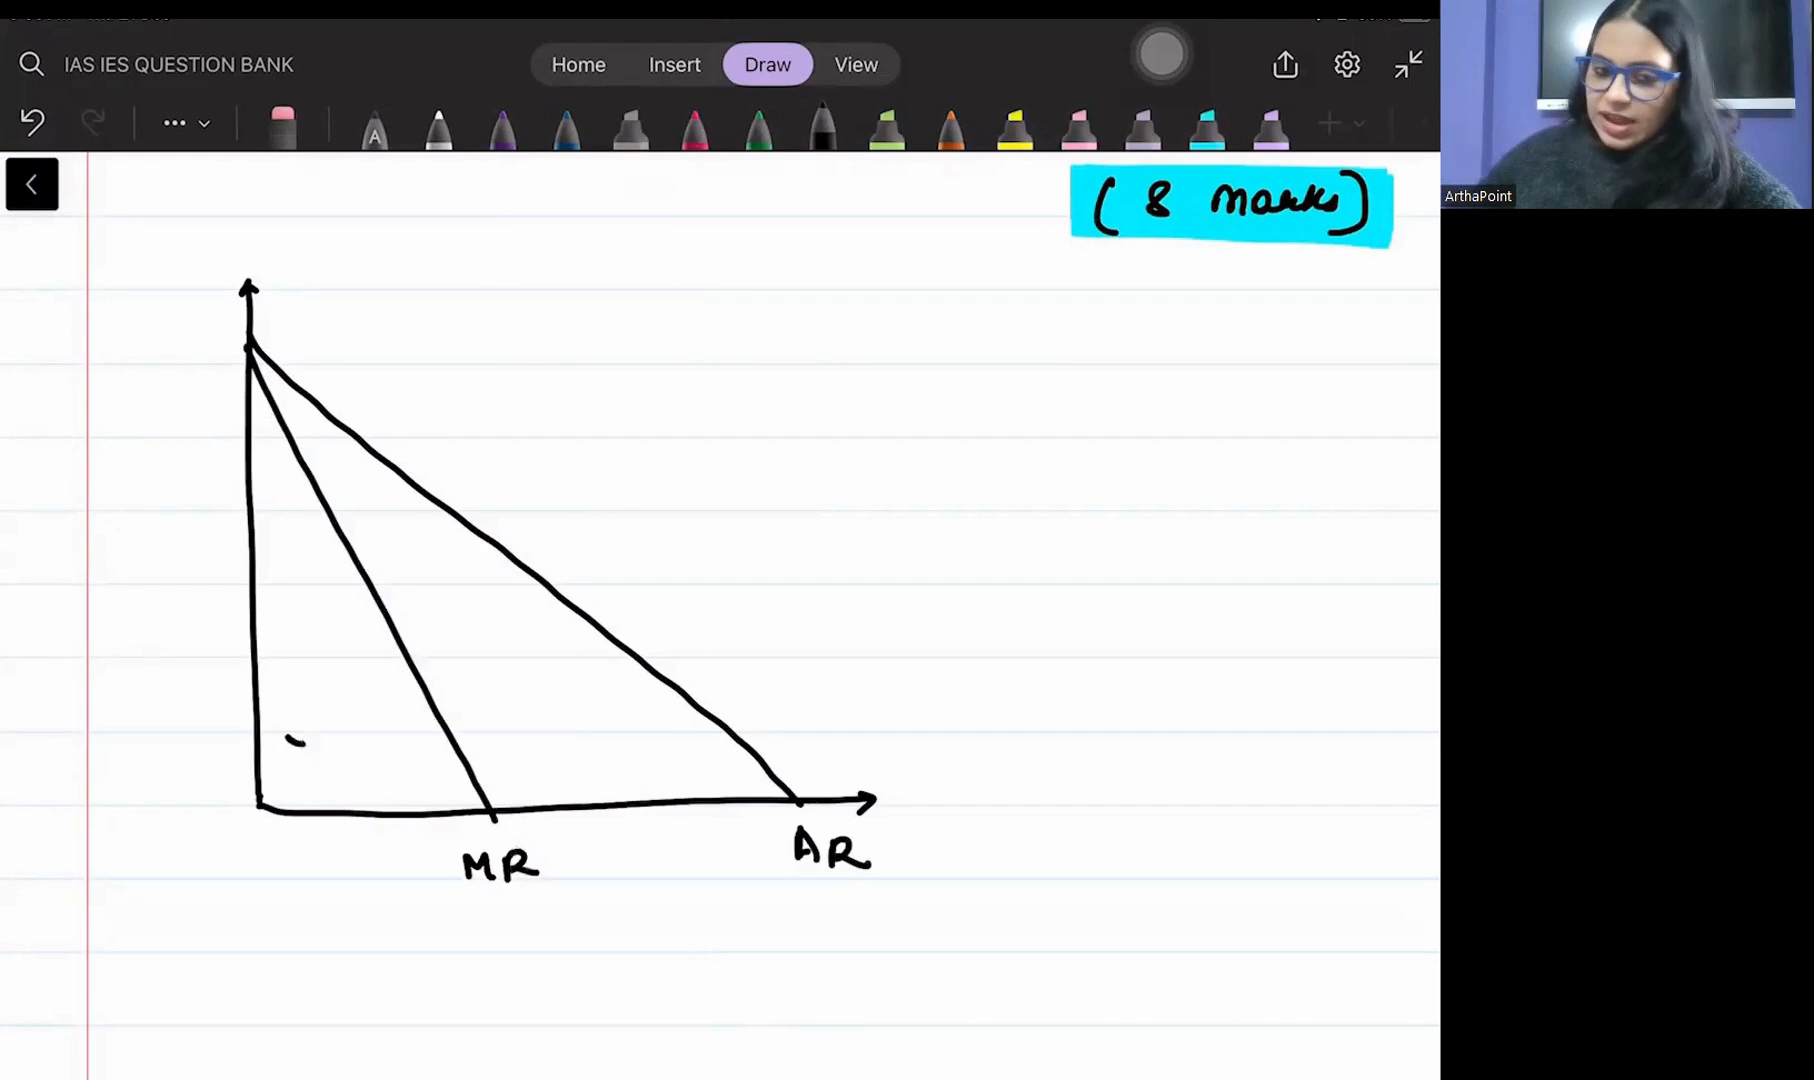 IAS IES QUESTION BANK
Home Insert Draw View
A
ArthaPoint
(8 marks)
MR
AR